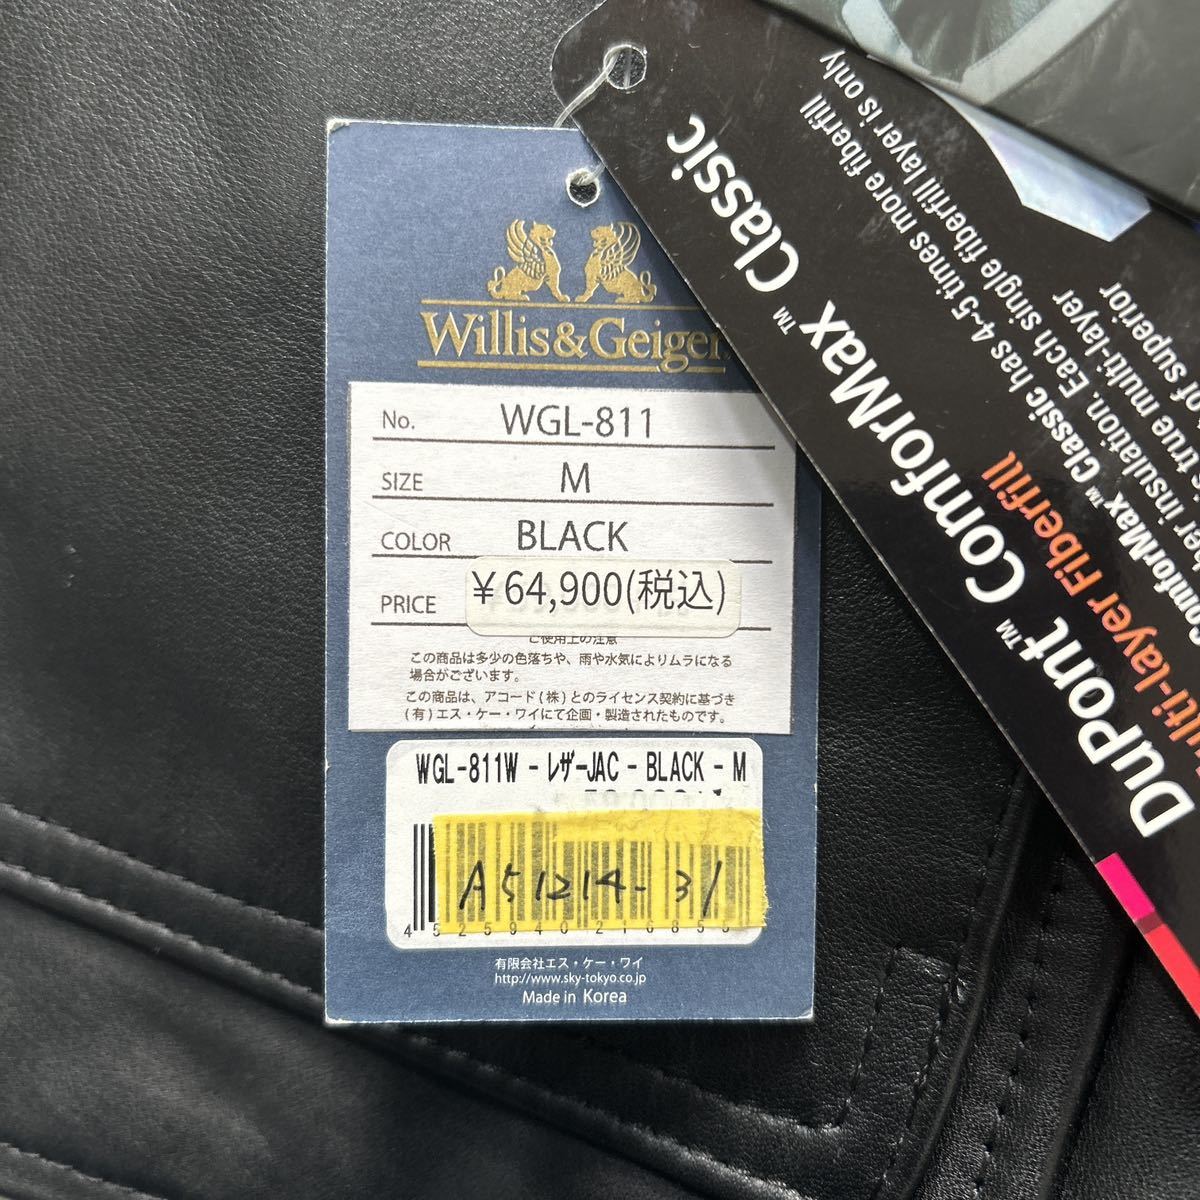 Willis&Geiger
No. WGL-811
SIZE M
COLOR BLACK
PRICE ¥64,900(税込)
ご使用上の注意
この商品は多少の色落ちや、雨や水気によりムラになる
場合がございます。
この商品は、アコード(株)とのライセンス契約に基づき
(有)エス・ケー・ワイにて企画・製造されたものです。
WGL-811W - レザーJAC - BLACK - M
A51214-31
有限会社エス・ケー・ワイ
http://www.sky-tokyo.co.jp
Made in Korea
DuPont™ ComforMax™ Classic
Multi-layer Fiberfill
ComforMax™ Classic has 4~5 times more fiberfill
insulation. Each single fiberfill layer is only
true multi-layer
of superior